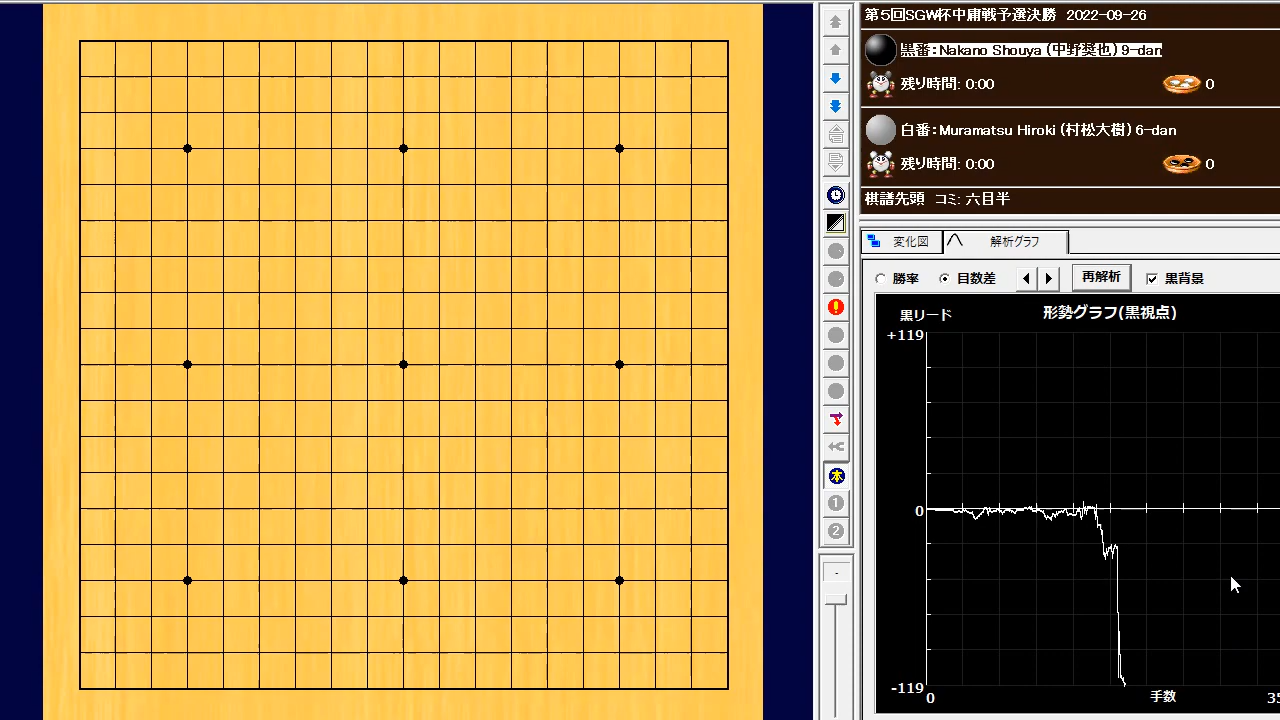 第5回SGW杯中庸戦予選決勝 2022-09-26
黒番:Nakano Shouya (中野奨也) 9-dan
残り時間: 0:00
0
白番:Muramatsu Hiroki (村松大樹) 6-dan
残り時間: 0:00
0
棋譜先頭 コミ: 六目半
変化図
解析グラフ
勝率
目数差
再解析
黒背景
黒リード
形勢グラフ(黒視点)
+119
0
-119
0
手数
35
本
1
2
-